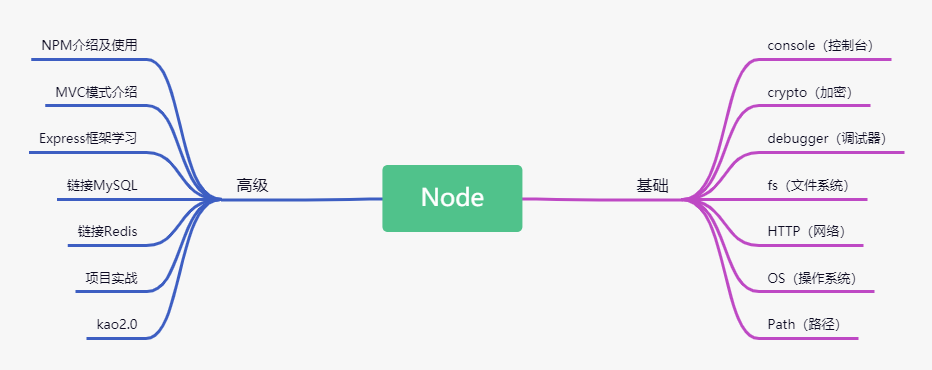 Node
基础
console（控制台）
crypto（加密）
debugger（调试器）
fs（文件系统）
HTTP（网络）
OS（操作系统）
Path（路径）
高级
NPM介绍及使用
MVC模式介绍
Express框架学习
链接MySQL
链接Redis
项目实战
kao2.0